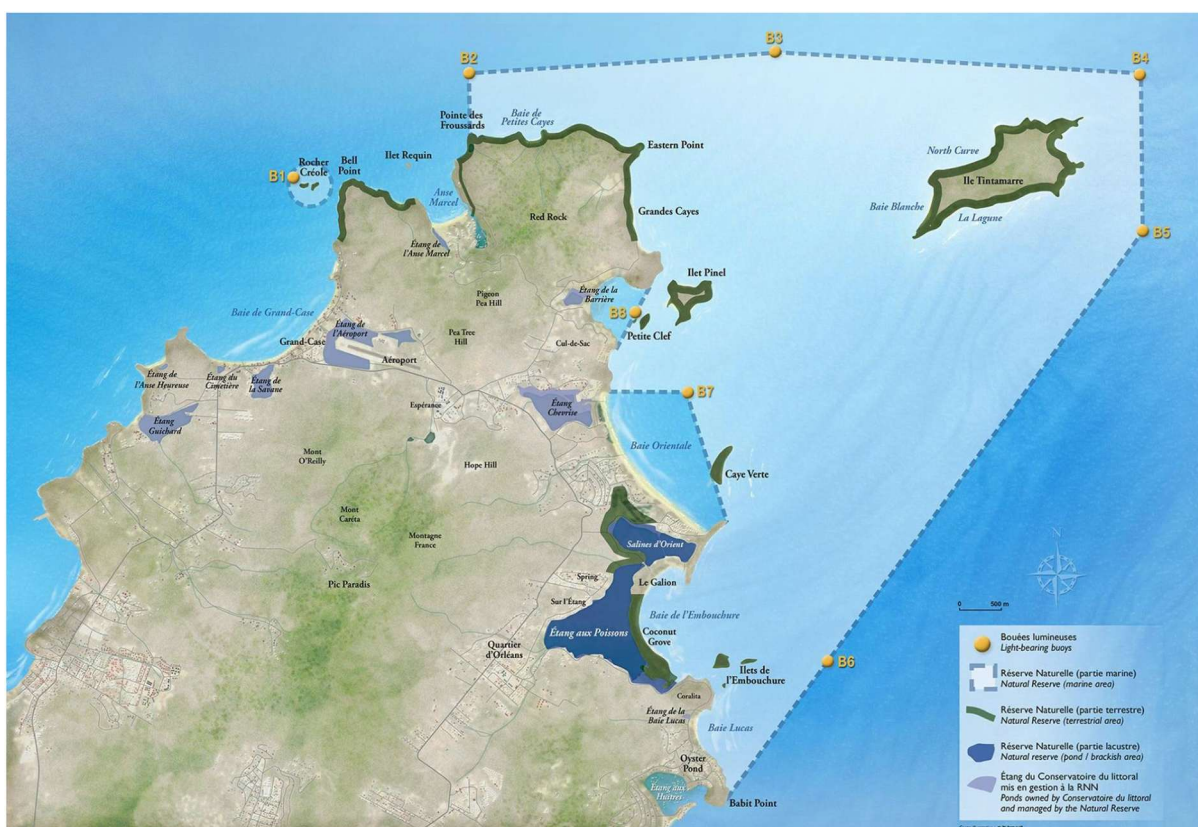 B3
B2
B4
Pointe des
Froussards
Baie de
Petites Cayes
Eastern Point
Ilet Requin
Bell
Point
Rocher
Créole
B1
North Curve
Ile Tintamarre
Anse
Marcel
Baie Blanche
La Lagune
Grandes Cayes
Red Rock
B5
Étang de
l'Anse Marcel
Ilet Pinel
Étang de la
Barrière
Pigeon
Pea Hill
B8
Petite Clef
Baie de Grand-Case
Étang de
l'Aéroport
Pea Tree
Hill
Grand-Case
Cul-de-Sac
Aéroport
Étang de
l'Anse Heureuse
Étang du
Cimetière
Étang de
la Savane
B7
Espérance
Étang
Chevrise
Étang
Guichard
Baie Orientale
Mont
O'Reilly
Hope Hill
Caye Verte
Mont
Caréta
Montagne
France
Salines d'Orient
Pic Paradis
Spring
Le Galion
Sur l'Étang
Baie de l'Embouchure
Étang aux Poissons
Coconut
Grove
Quartier
d'Orléans
B6
Ilets de
l'Embouchure
Coralita
Étang de la
Baie Lucas
Baie Lucas
Oyster
Pond
Étang aux
Huîtres
Babit Point
N
0 500 m
Bouées lumineuses
Light-bearing buoys
Réserve Naturelle (partie marine)
Natural Reserve (marine area)
Réserve Naturelle (partie terrestre)
Natural Reserve (terrestrial area)
Réserve Naturelle (partie lacustre)
Natural reserve (pond / brackish area)
Étang du Conservatoire du littoral
mis en gestion à la RNN
Ponds owned by Conservatoire du littoral
and managed by the Natural Reserve